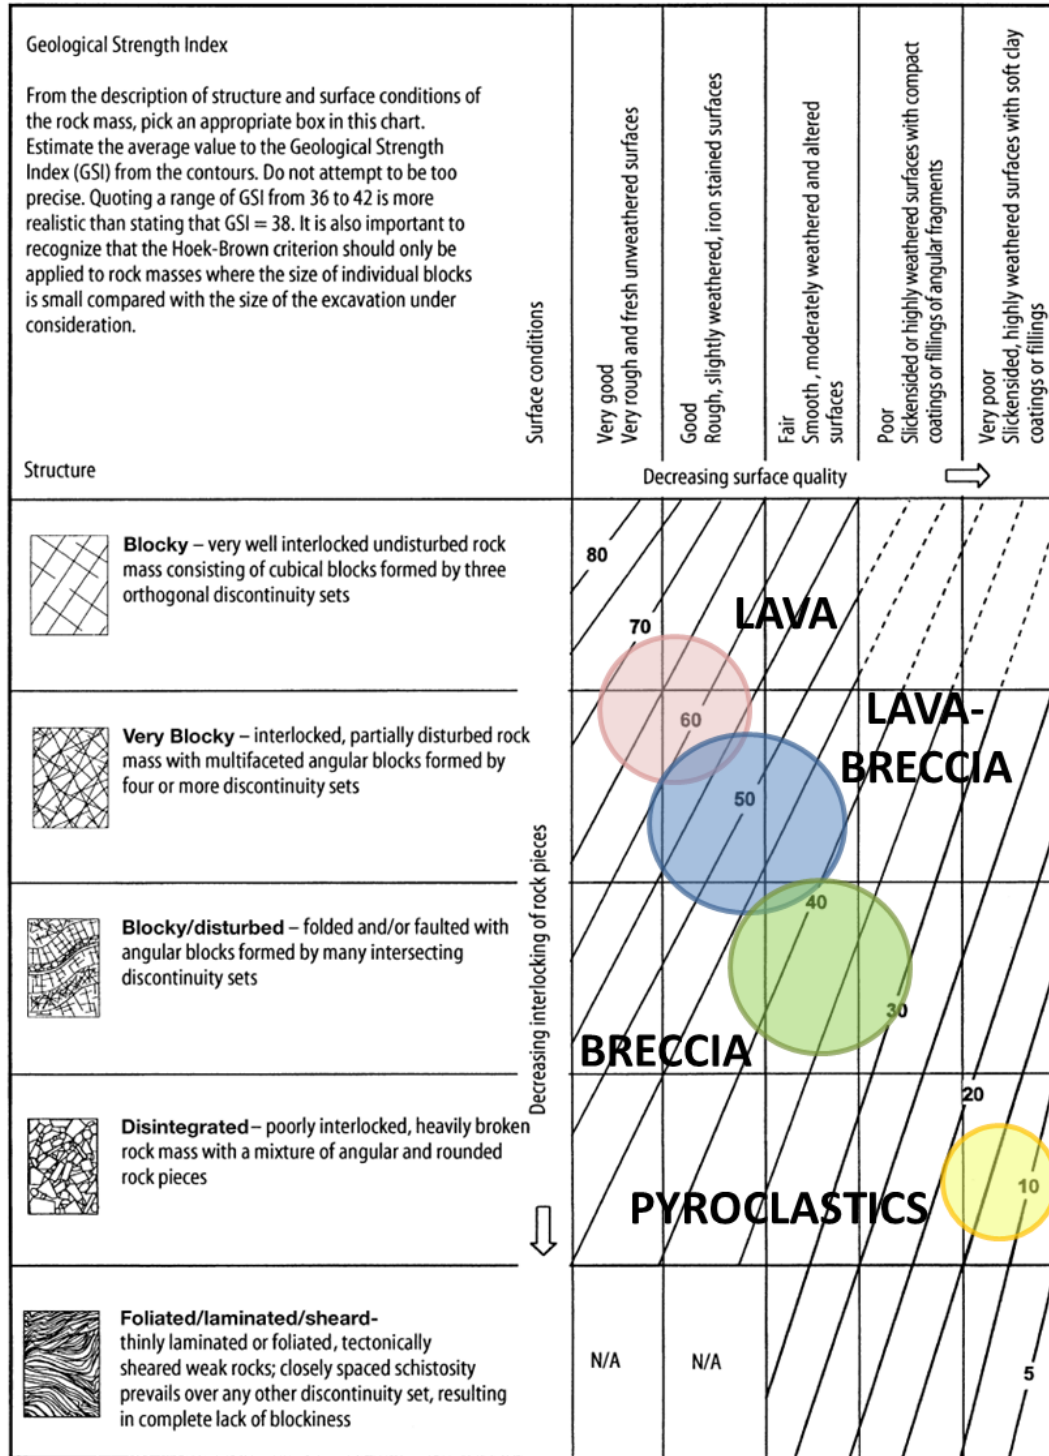 Geological Strength Index
From the description of structure and surface conditions of
the rock mass, pick an appropriate box in this chart.
Estimate the average value to the Geological Strength
Index (GSI) from the contours. Do not attempt to be too
precise. Quoting a range of GSI from 36 to 42 is more
realistic than stating that GSI = 38. It is also important to
recognize that the Hoek-Brown criterion should only be
applied to rock masses where the size of individual blocks
is small compared with the size of the excavation under
consideration.
Structure
Surface conditions
Very good
Very rough and fresh unweathered surfaces
Good
Rough, slightly weathered, iron stained surfaces
Fair
Smooth , moderately weathered and altered
surfaces
Poor
Slickensided or highly weathered surfaces with compact
coatings or fillings of angular fragments
Very poor
Slickensided, highly weathered surfaces with soft clay
coatings or fillings
Decreasing surface quality
Decreasing interlocking of rock pieces
Blocky – very well interlocked undisturbed rock
mass consisting of cubical blocks formed by three
orthogonal discontinuity sets
80
70
LAVA
Very Blocky – interlocked, partially disturbed rock
mass with multifaceted angular blocks formed by
four or more discontinuity sets
60
50
LAVA-
BRECCIA
Blocky/disturbed – folded and/or faulted with
angular blocks formed by many intersecting
discontinuity sets
40
30
BRECCIA
Disintegrated – poorly interlocked, heavily broken
rock mass with a mixture of angular and rounded
rock pieces
20
10
PYROCLASTICS
Foliated/laminated/sheard-
thinly laminated or foliated, tectonically
sheared weak rocks; closely spaced schistosity
prevails over any other discontinuity set, resulting
in complete lack of blockiness
N/A
N/A
5